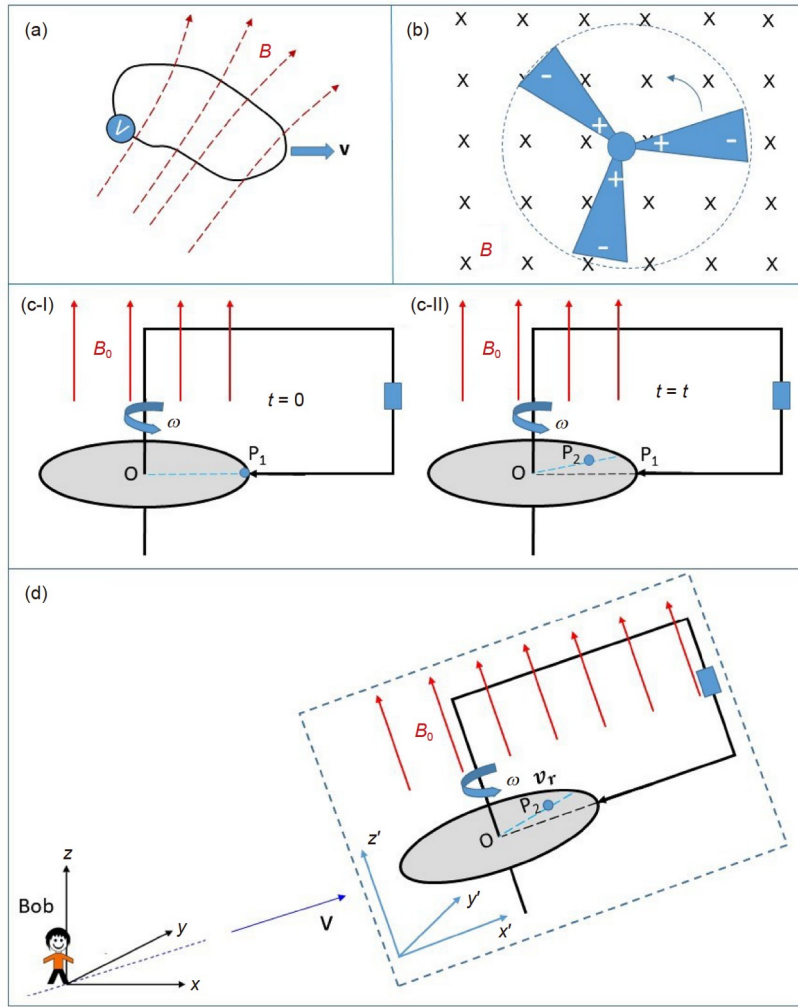 (a)
B
V
v
(b)
X X X X X X
X X X X X X
- + + -
X X X X X X
+ -
X X X X X X
B
X X X X X X
(c-I)
B0
t = 0
ω
O
P1
(c-II)
B0
t = t
ω
P2
P1
O
(d)
B0
ω vr
P2
O
z'
y'
x'
V
z
Bob
y
x